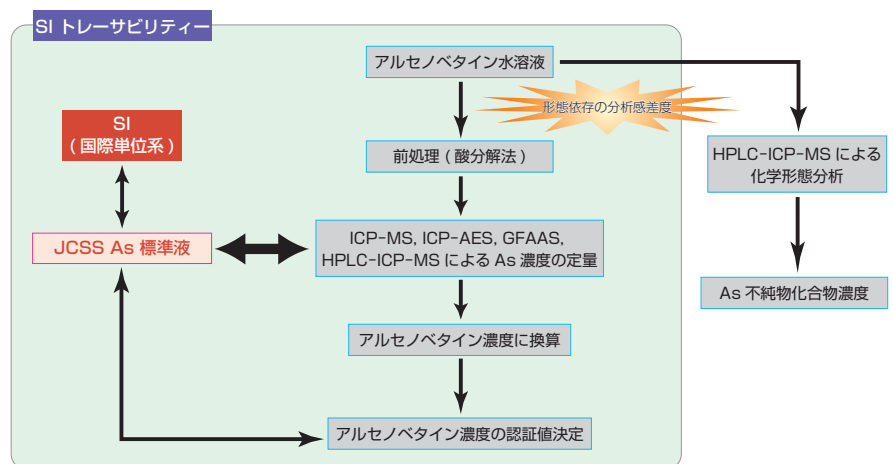 SI トレーサビリティー
アルセノベタイン水溶液
形態依存の分析感差度
SI
( 国際単位系 )
前処理 ( 酸分解法 )
HPLC-ICP-MS による
化学形態分析
JCSS As 標準液
ICP-MS, ICP-AES, GFAAS,
HPLC-ICP-MS による As 濃度の定量
As 不純物化合物濃度
アルセノベタイン濃度に換算
アルセノベタイン濃度の認証値決定